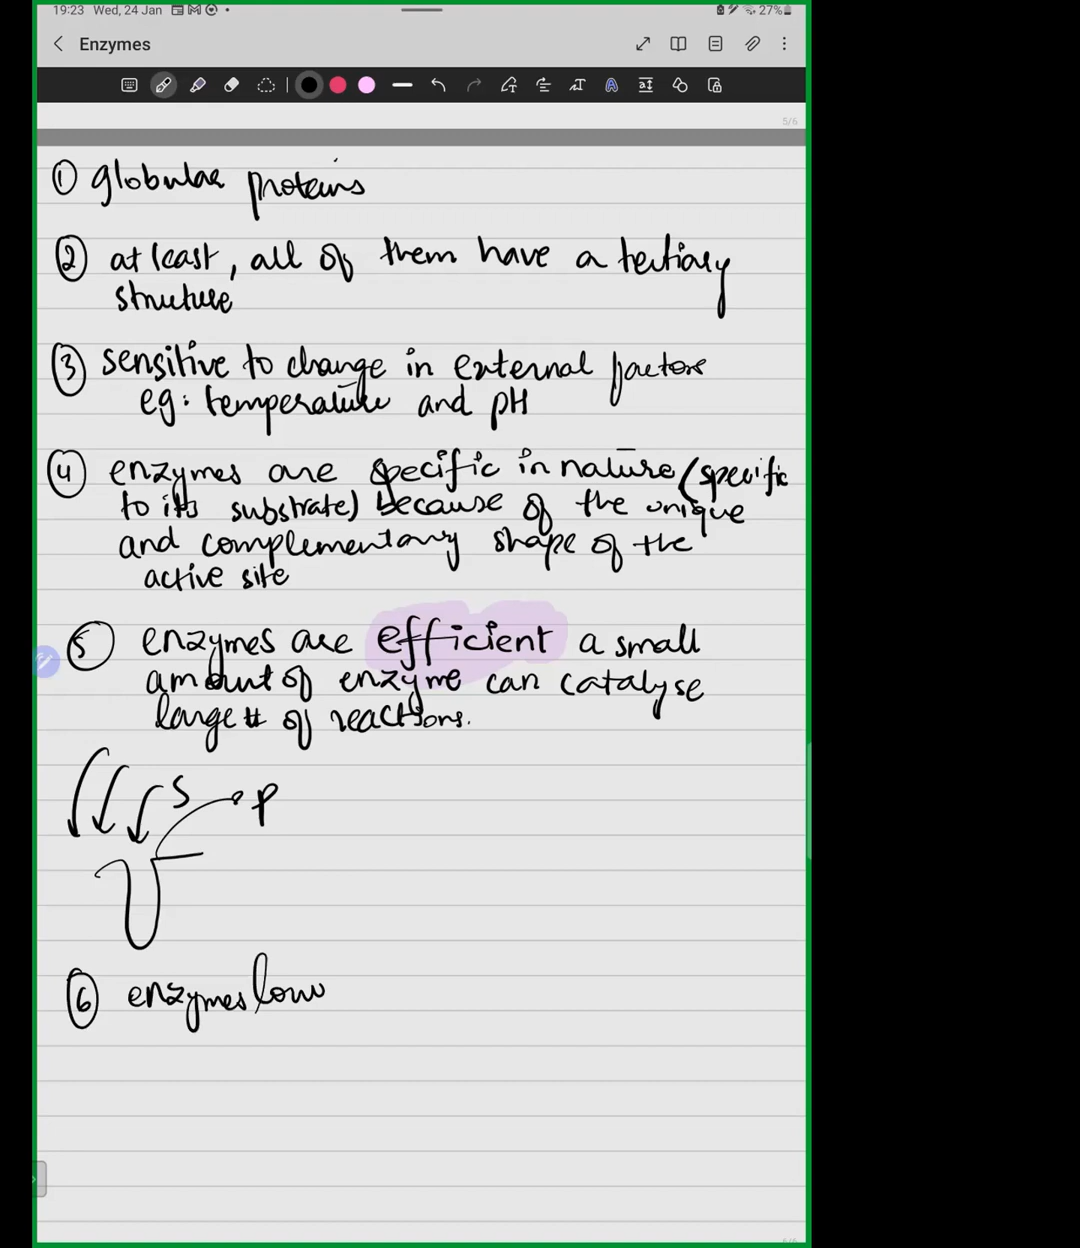 19:23 Wed, 24 Jan
27%
Enzymes
5/6
① globular proteins
② at least, all of them have a tertiary
structure
③ sensitive to change in external factors
eg: temperature and pH
④ enzymes are specific in nature (specific
to its substrate) because of the unique
and complementary shape of the
active site
⑤ enzymes are efficient a small
amount of enzyme can catalyse
large # of reactions.
S P
⑥ enzymes low